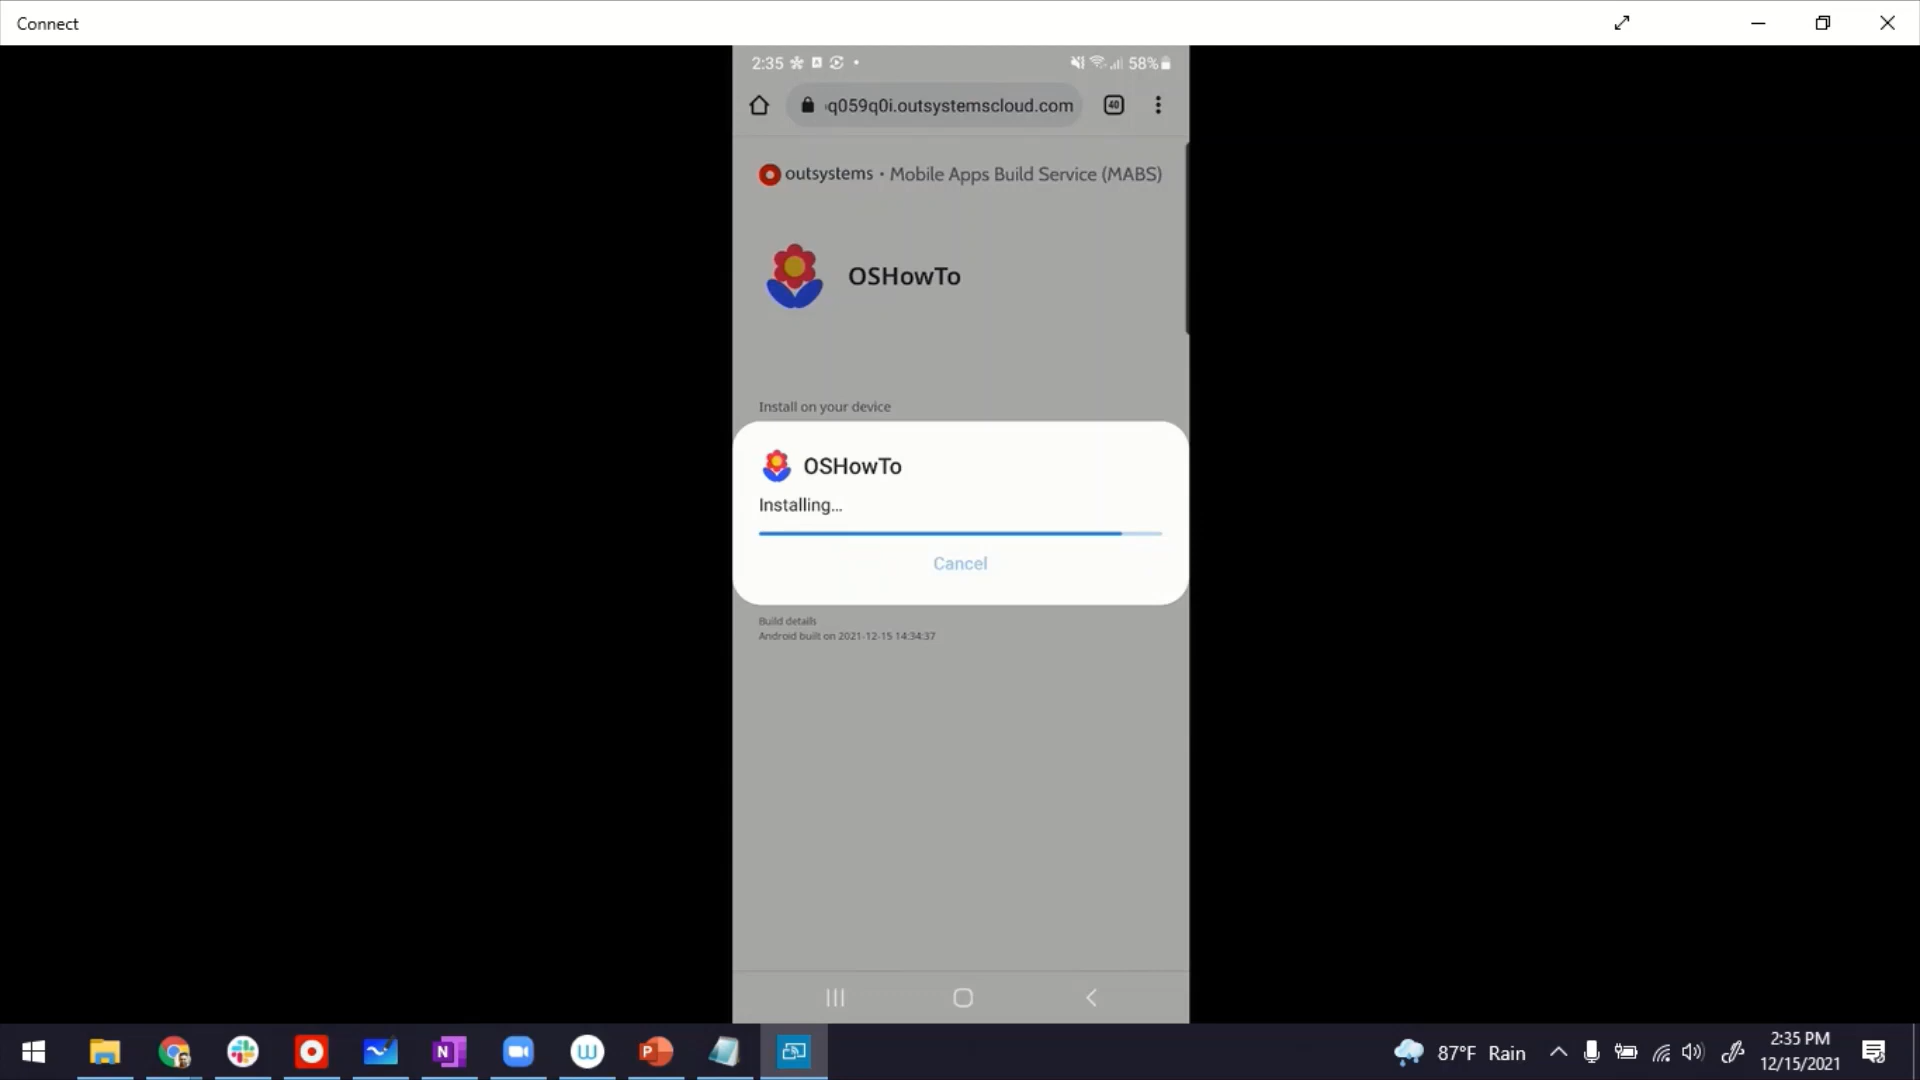 Connect
2:35
58%
40
q059q0i.outsystemscloud.com
outsystems • Mobile Apps Build Service (MABS)
OSHowTo
Install on your device
OSHowTo
Installing...
Cancel
Build details
Android built on 2021-12-15 14:34:37
87°F Rain
2:35 PM
12/15/2021